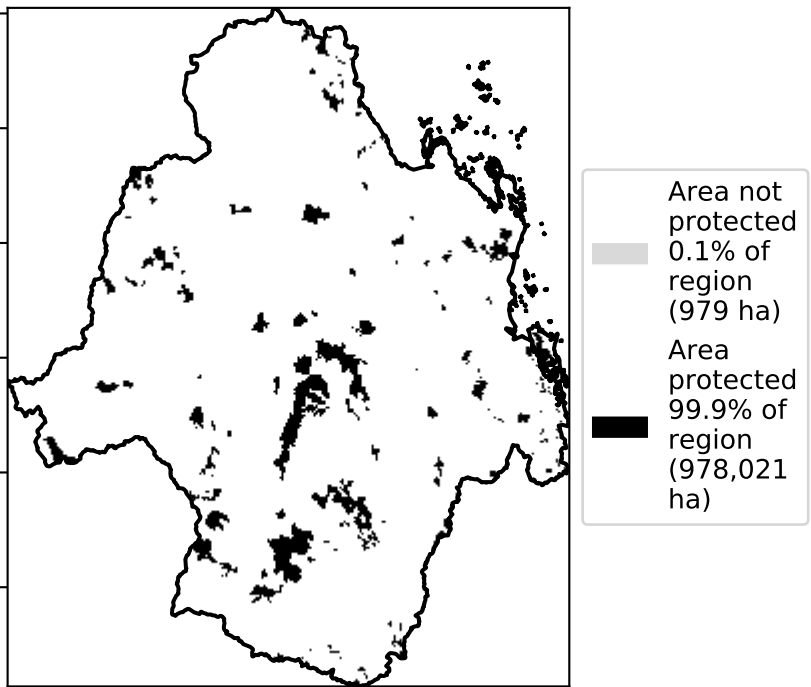 Area not
protected
0.1% of
region
(979 ha)
Area
protected
99.9% of
region
(978,021
ha)